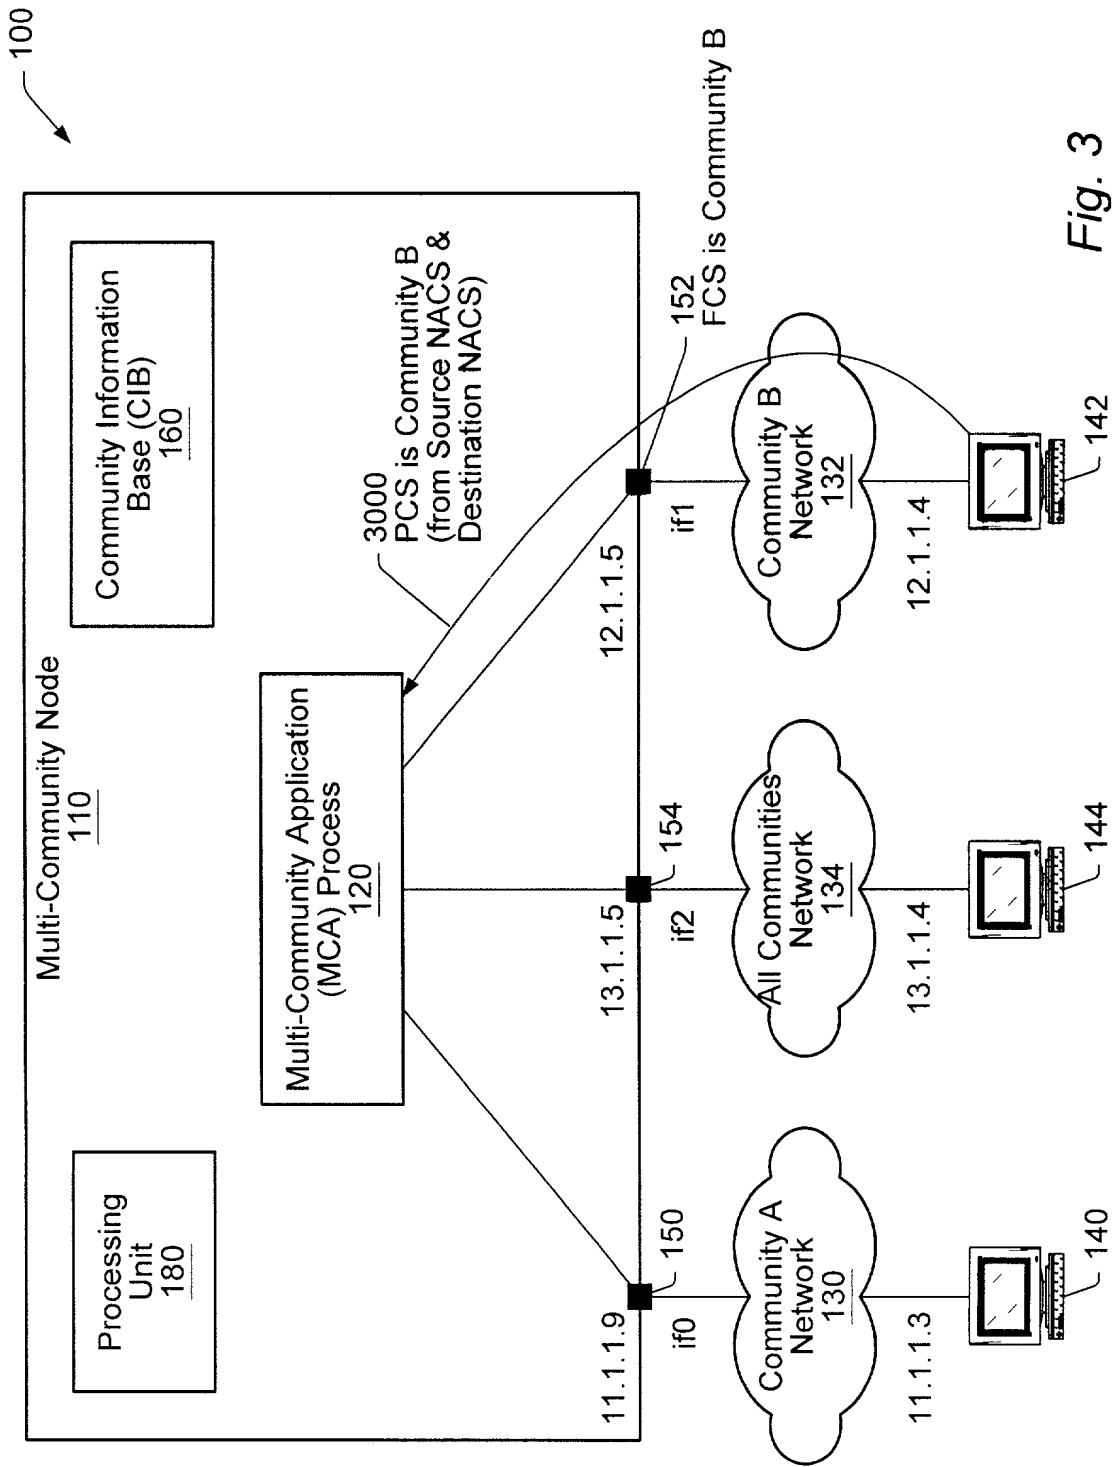 100
Multi-Community Node
110
Processing
Unit
180
Community Information
Base (CIB)
160
Multi-Community Application
(MCA) Process
120
3000
PCS is Community B
(from Source NACS &
Destination NACS)
11.1.1.9
13.1.1.5
12.1.1.5
150
154
152
FCS is Community B
if0
if2
if1
Community A
Network
130
All Communities
Network
134
Community B
Network
132
11.1.1.3
13.1.1.4
12.1.1.4
140
144
142
Fig. 3